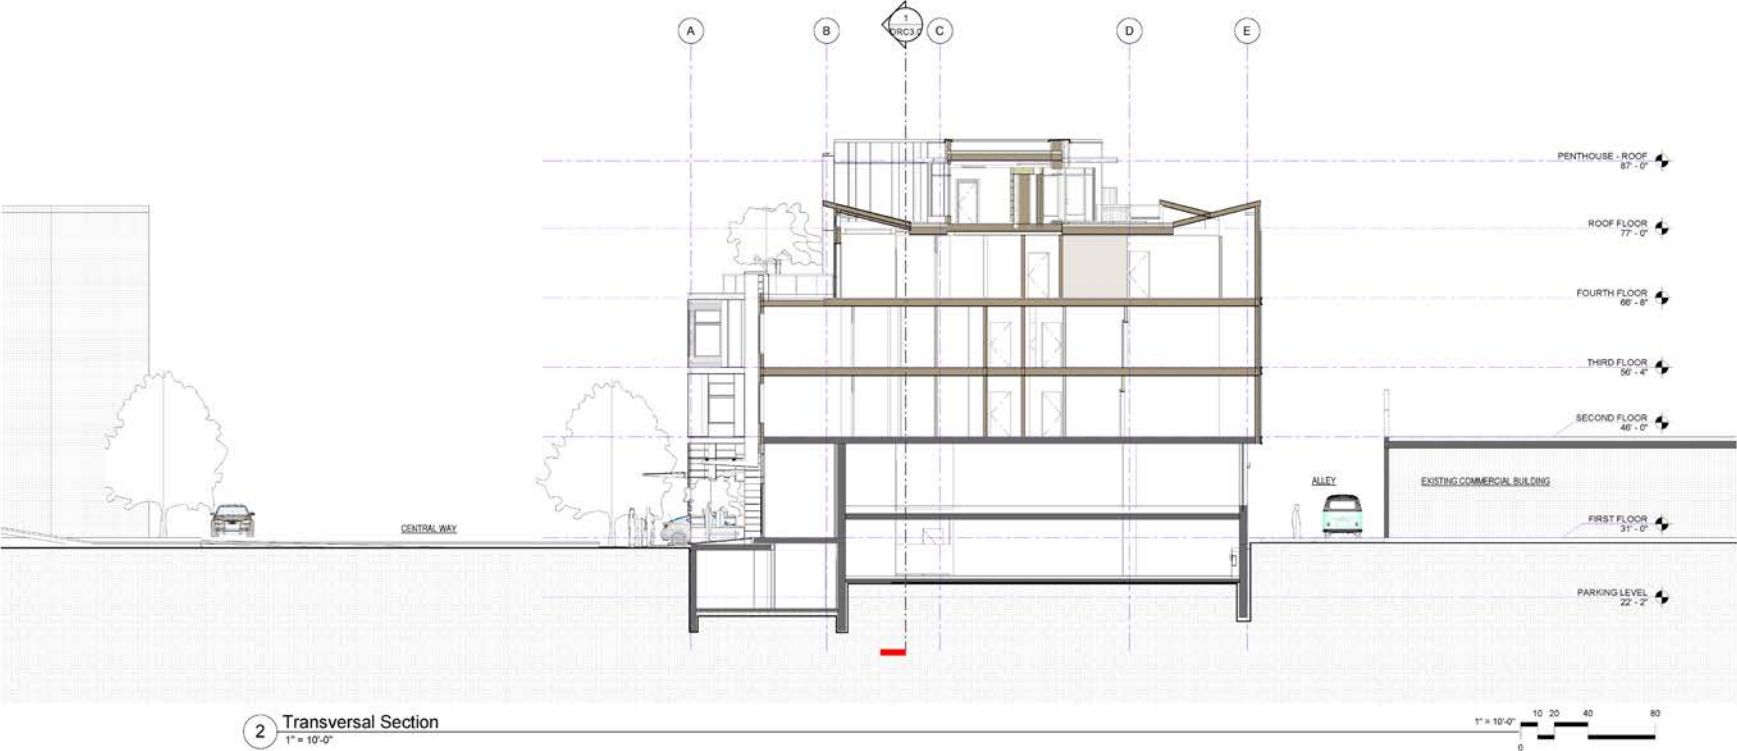 A
B
1
DRC3.0
C
D
E
PENTHOUSE - ROOF
87' - 0"
ROOF FLOOR
77' - 0"
FOURTH FLOOR
66' - 8"
THIRD FLOOR
56' - 4"
SECOND FLOOR
46' - 0"
ALLEY
EXISTING COMMERCIAL BUILDING
CENTRAL WAY
FIRST FLOOR
31' - 0"
PARKING LEVEL
22' - 2"
2
Transversal Section
1" = 10'-0"
1" = 10'-0"
0
10 20 40 80